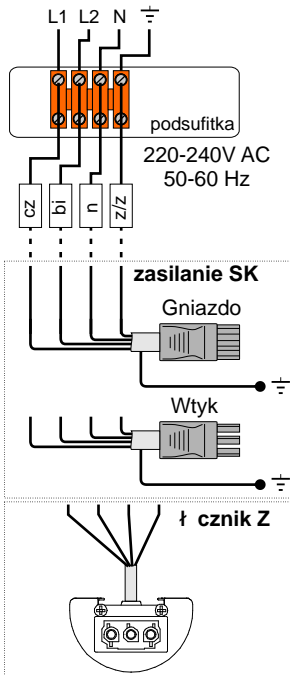 L1 L2 N
podsufitka
220-240V AC
50-60 Hz
cz bi n z/z
zasilanie SK
Gniazdo
Wtyk
ł cznik Z